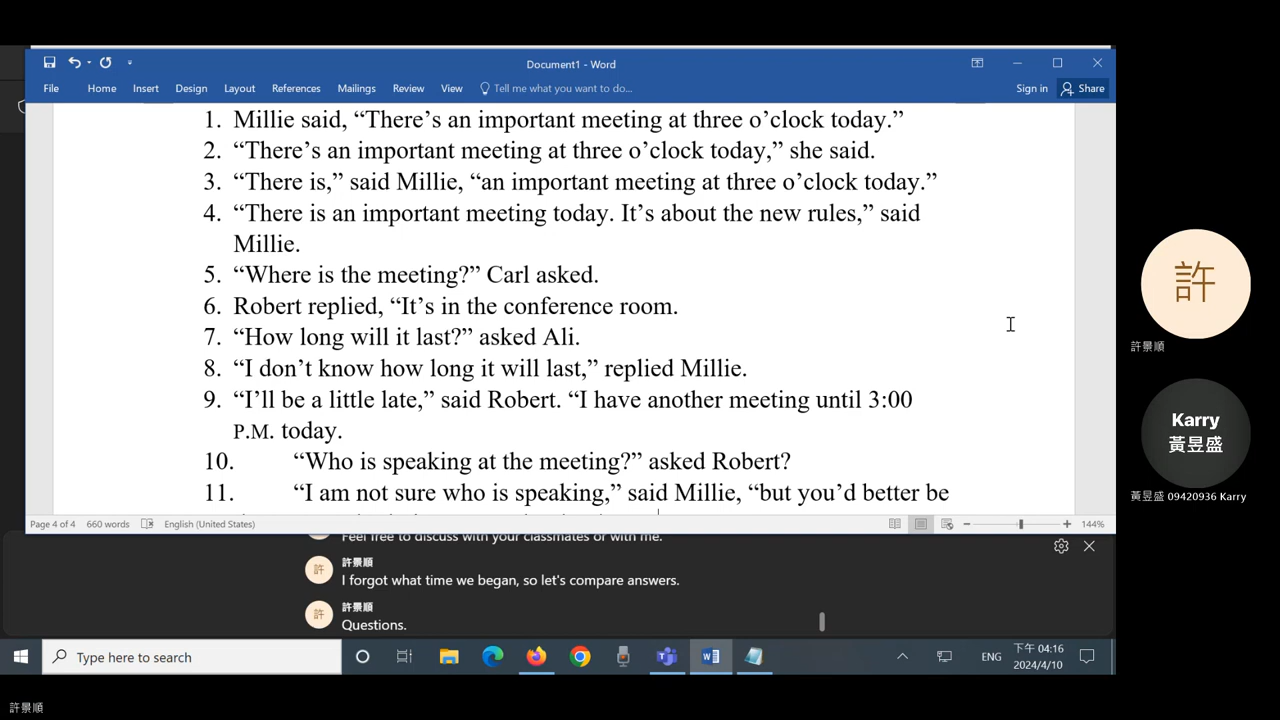 Document1 - Word
File Home Insert Design Layout References Mailings Review View Tell me what you want to do... Sign in Share
1. Millie said, “There’s an important meeting at three o’clock today.”
2. “There’s an important meeting at three o’clock today,” she said.
3. “There is,” said Millie, “an important meeting at three o’clock today.”
4. “There is an important meeting today. It’s about the new rules,” said
Millie.
5. “Where is the meeting?” Carl asked.
6. Robert replied, “It’s in the conference room.
7. “How long will it last?” asked Ali.
8. “I don’t know how long it will last,” replied Millie.
9. “I’ll be a little late,” said Robert. “I have another meeting until 3:00
P.M. today.
10. “Who is speaking at the meeting?” asked Robert?
11. “I am not sure who is speaking,” said Millie, “but you’d better be
Page 4 of 4 660 words English (United States) 144%
許
許景順
Karry
黃昱盛
黃昱盛 09420936 Karry
Feel free to discuss with your classmates or with me.
許
許景順
I forgot what time we began, so let's compare answers.
許
許景順
Questions.
Type here to search
ENG
下午 04:16
2024/4/10
許景順